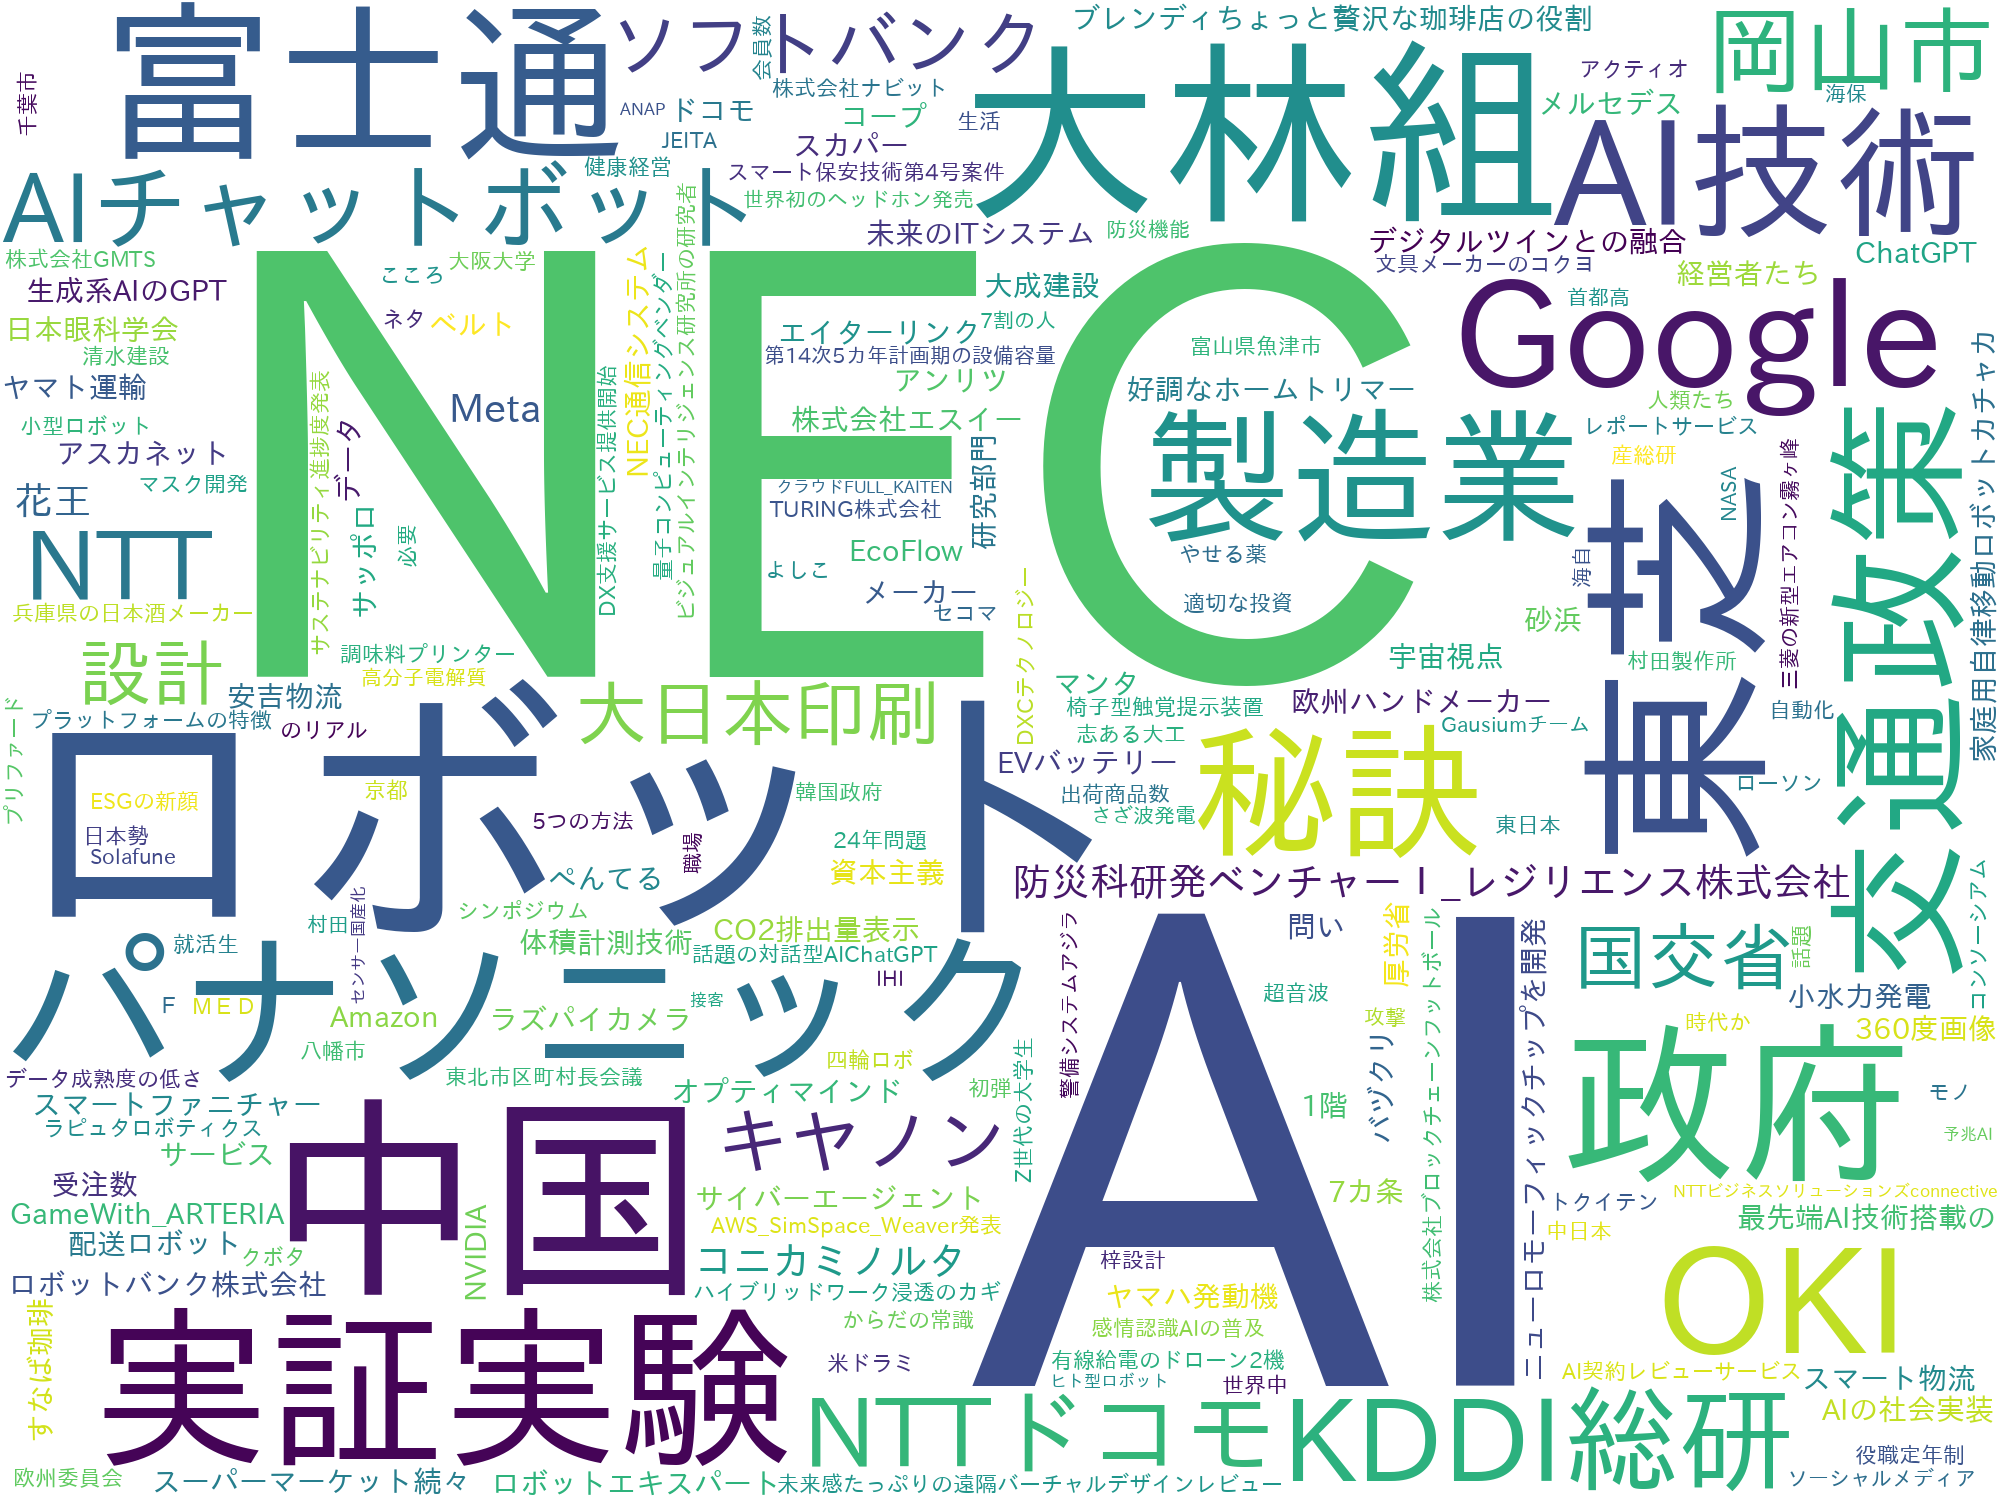 ブレンディちょっと贅沢な珈琲店の役割
富士通
ソフトバンク
会員数
大林組
岡山市
アクティオ
海保
メルセデス
千葉市
株式会社ナビット
ANAP
ドコモ
コープ
生活
JEITA
スカパー
AI技術
健康経営
スマート保安技術第4号案件
AIチャットボット
世界初のヘッドホン発売
未来のITシステム
防災機能
デジタルツインとの融合
ChatGPT
株式会社GMTS
こころ
大阪大学
文具メーカーのコクヨ
経営者たち
生成系AIのGPT
大成建設
首都高
Google
日本眼科学会
ネタ
ベルト
NEC通信システム
量子コンピューティングベンダー
ビジュアルインテリジェンス研究所の研究者
NEC
エイターリンク
7割の人
清水建設
第14次5カ年計画期の設備容量
富山県魚津市
ヤマト運輸
アンリツ
好調なホームトリマー
人類たち
Meta
小型ロボット
株式会社エスイー
レポートサービス
アスカネット
データ
サステナビリティ進捗度発表
DX支援サービス提供開始
研究部門
製造業
産総研
マスク開発
クラウドFULL_KAITEN
花王
TURING株式会社
NASA
三菱の新型エアコン霧ヶ峰
交通政策
家庭用自律移動ロボットカチャカ
NTT
サッポロ
必要
EcoFlow
やせる薬
海自
東芝
よしこ
メーカー
セコマ
適切な投資
兵庫県の日本酒メーカー
DXCテクノロジー
砂浜
設計
調味料プリンター
高分子電解質
宇宙視点
村田製作所
安吉物流
大日本印刷
マンタ
欧州ハンドメーカー
椅子型触覚提示装置
自動化
プリファード
プラットフォームの特徴
のリアル
志ある大工
Gausiumチーム
ロボット
EVバッテリー
秘訣
ESGの新顔
京都
韓国政府
出荷商品数
ローソン
さざ波発電
日本勢
5つの方法
職場
24年問題
東日本
Solafune
ぺんてる
資本主義
防災科研発ベンチャーI_レジリエンス株式会社
センサー国産化
村田
シンポジウム
CO2排出量表示
警備システムアジラ
問い
厚労省
株式会社ブロックチェーンフットボール
ニューロモーフィックチップを開発
国交省
話題
コンソーシアム
就活生
体積計測技術
話題の対話型AIChatGPT
パナソニック
IHI
AI
F
MED
Amazon
ラズパイカメラ
接客
超音波
小水力発電
攻撃
時代か
360度画像
八幡市
四輪ロボ
政府
データ成熟度の低さ
東北市区町村長会議
オプティマインド
初弾
Z世代の大学生
バヅクリ
モノ
スマートファニチャー
1階
ラピュタロボティクス
中国
キヤノン
予兆AI
サービス
受注数
サイバーエージェント
7カ条
トクイテン
NTTビジネスソリューションズconnective
GameWith_ARTERIA
NVIDIA
AWS_SimSpace_Weaver発表
中日本
最先端AI技術搭載の
配送ロボット
クボタ
コニカミノルタ
梓設計
OKI
ロボットバンク株式会社
ハイブリッドワーク浸透のカギ
ヤマハ発動機
すなば珈琲
実証実験
からだの常識
感情認識AIの普及
米ドラミ
有線給電のドローン2機
AI契約レビューサービス
スマート物流
ヒト型ロボット
世界中
NTTドコモ
KDDI総研
AIの社会実装
役職定年制
欧州委員会
スーパーマーケット続々
ロボットエキスパート
未来感たっぷりの遠隔バーチャルデザインレビュー
ソーシャルメディア